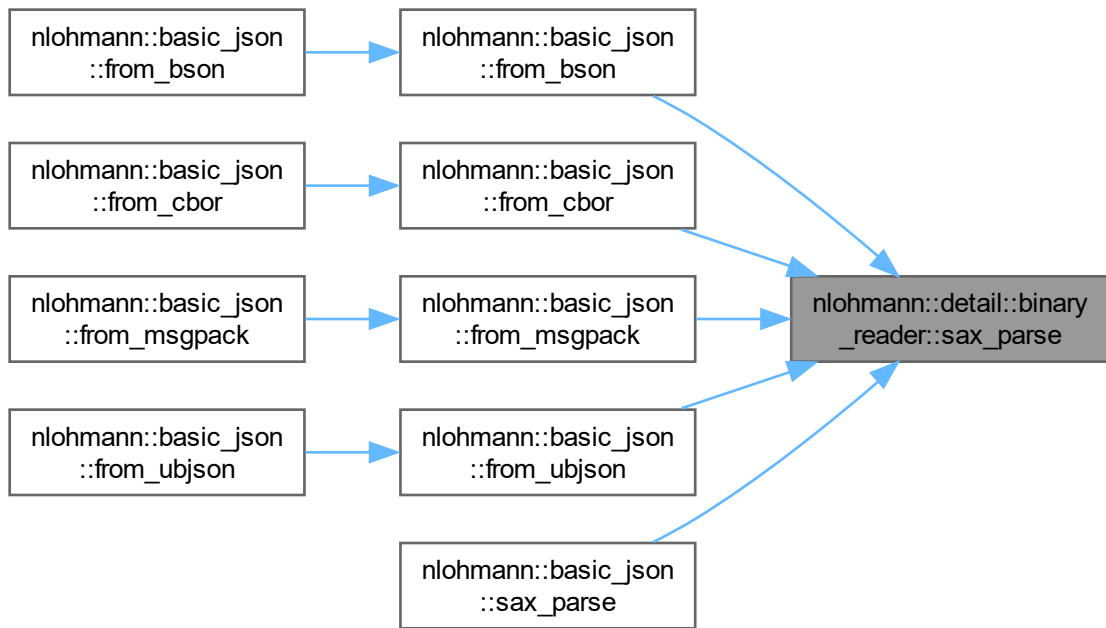 nlohmann::basic_json
::from_bson
nlohmann::basic_json
::from_bson
nlohmann::basic_json
::from_cbor
nlohmann::basic_json
::from_cbor
nlohmann::basic_json
::from_msgpack
nlohmann::basic_json
::from_msgpack
nlohmann::detail::binary
_reader::sax_parse
nlohmann::basic_json
::from_ubjson
nlohmann::basic_json
::from_ubjson
nlohmann::basic_json
::sax_parse